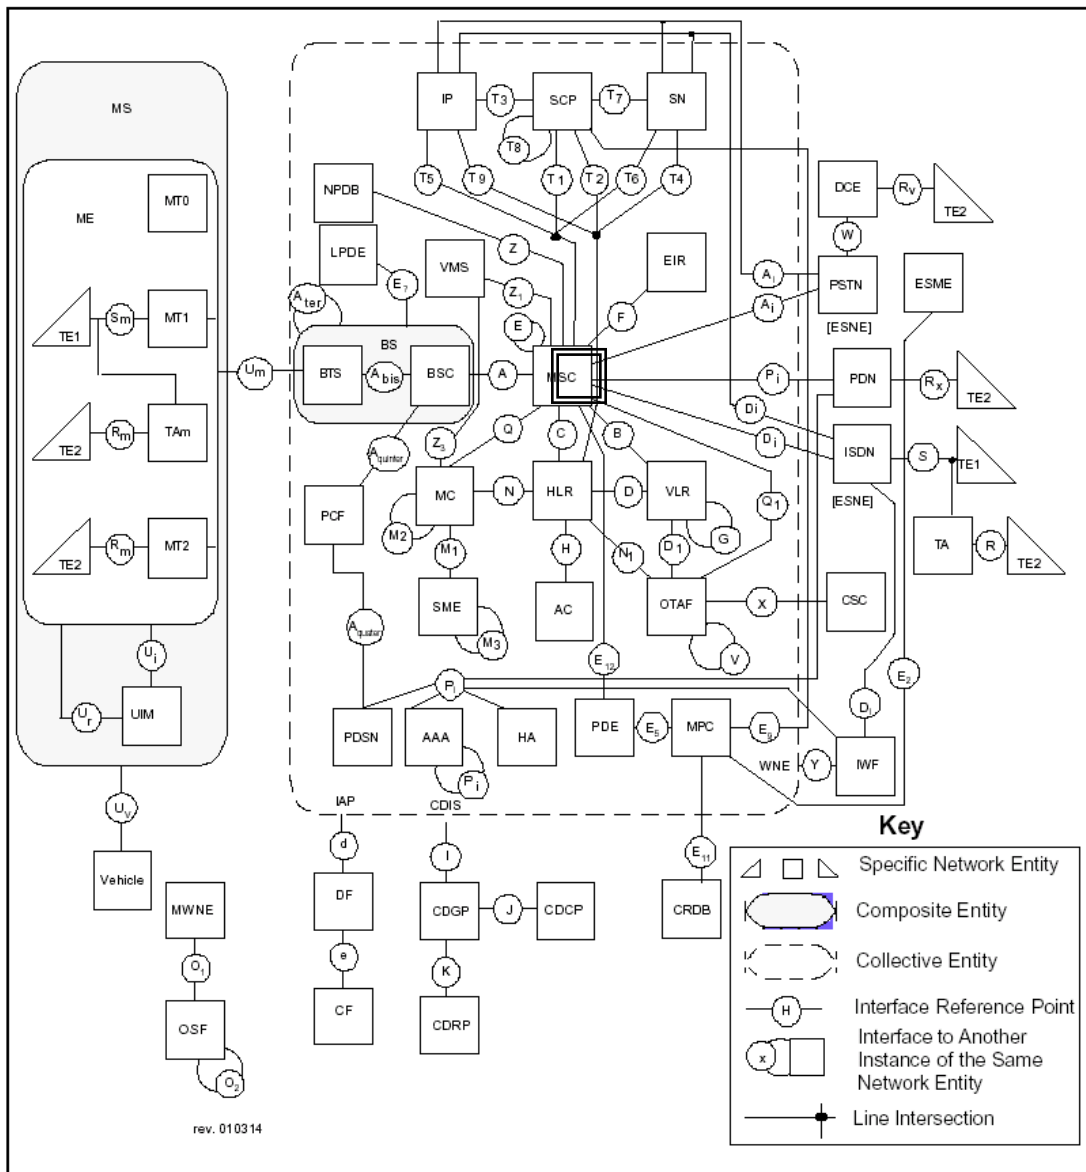 MS
ME
MT0
TE1
Sm
MT1
TE2
Rm
TAm
TE2
Rm
MT2
Ui
Ur
UIM
Uv
Vehicle
Um
IP
T3
SCP
T7
SN
T8
T5
T9
T1
T2
T6
T4
NPDB
LPDE
VMS
EIR
Z
E7
Z1
Ater
E
F
BS
BTS
Abis
BSC
A
MSC
Ai
Ai
DCE
Rv
TE2
W
PSTN
[ESNE]
ESME
Pi
PDN
Rx
TE2
Di
Di
ISDN
[ESNE]
S
TE1
TA
R
TE2
Aquinter
Z3
Q
C
B
Q1
PCF
MC
N
HLR
D
VLR
M2
M1
H
N1
D1
G
SME
M3
AC
OTAF
X
CSC
V
Aquater
E12
E2
Di
Pi
PDSN
AAA
HA
PDE
E5
MPC
E9
WNE
Y
IWF
Pi
IAP
CDIS
d
I
E11
DF
CDGP
J
CDCP
CRDB
e
K
CF
CDRP
MWNE
O1
OSF
O2
rev. 010314
Key
Specific Network Entity
Composite Entity
Collective Entity
H
Interface Reference Point
x
Interface to Another
Instance of the Same
Network Entity
Line Intersection